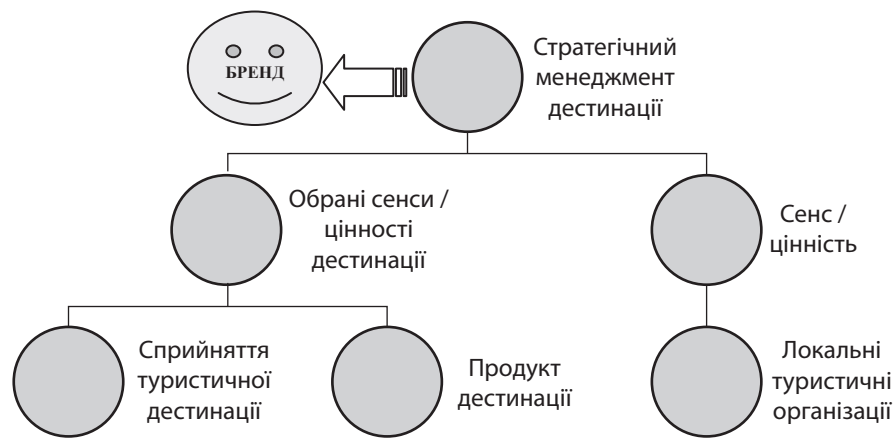 БРЕНД
Стратегічний
менеджмент
дестинації
Обрані сенси /
цінності
дестинації
Сенс /
цінність
Сприйняття
туристичної
дестинації
Продукт
дестинації
Локальні
туристичні
організації